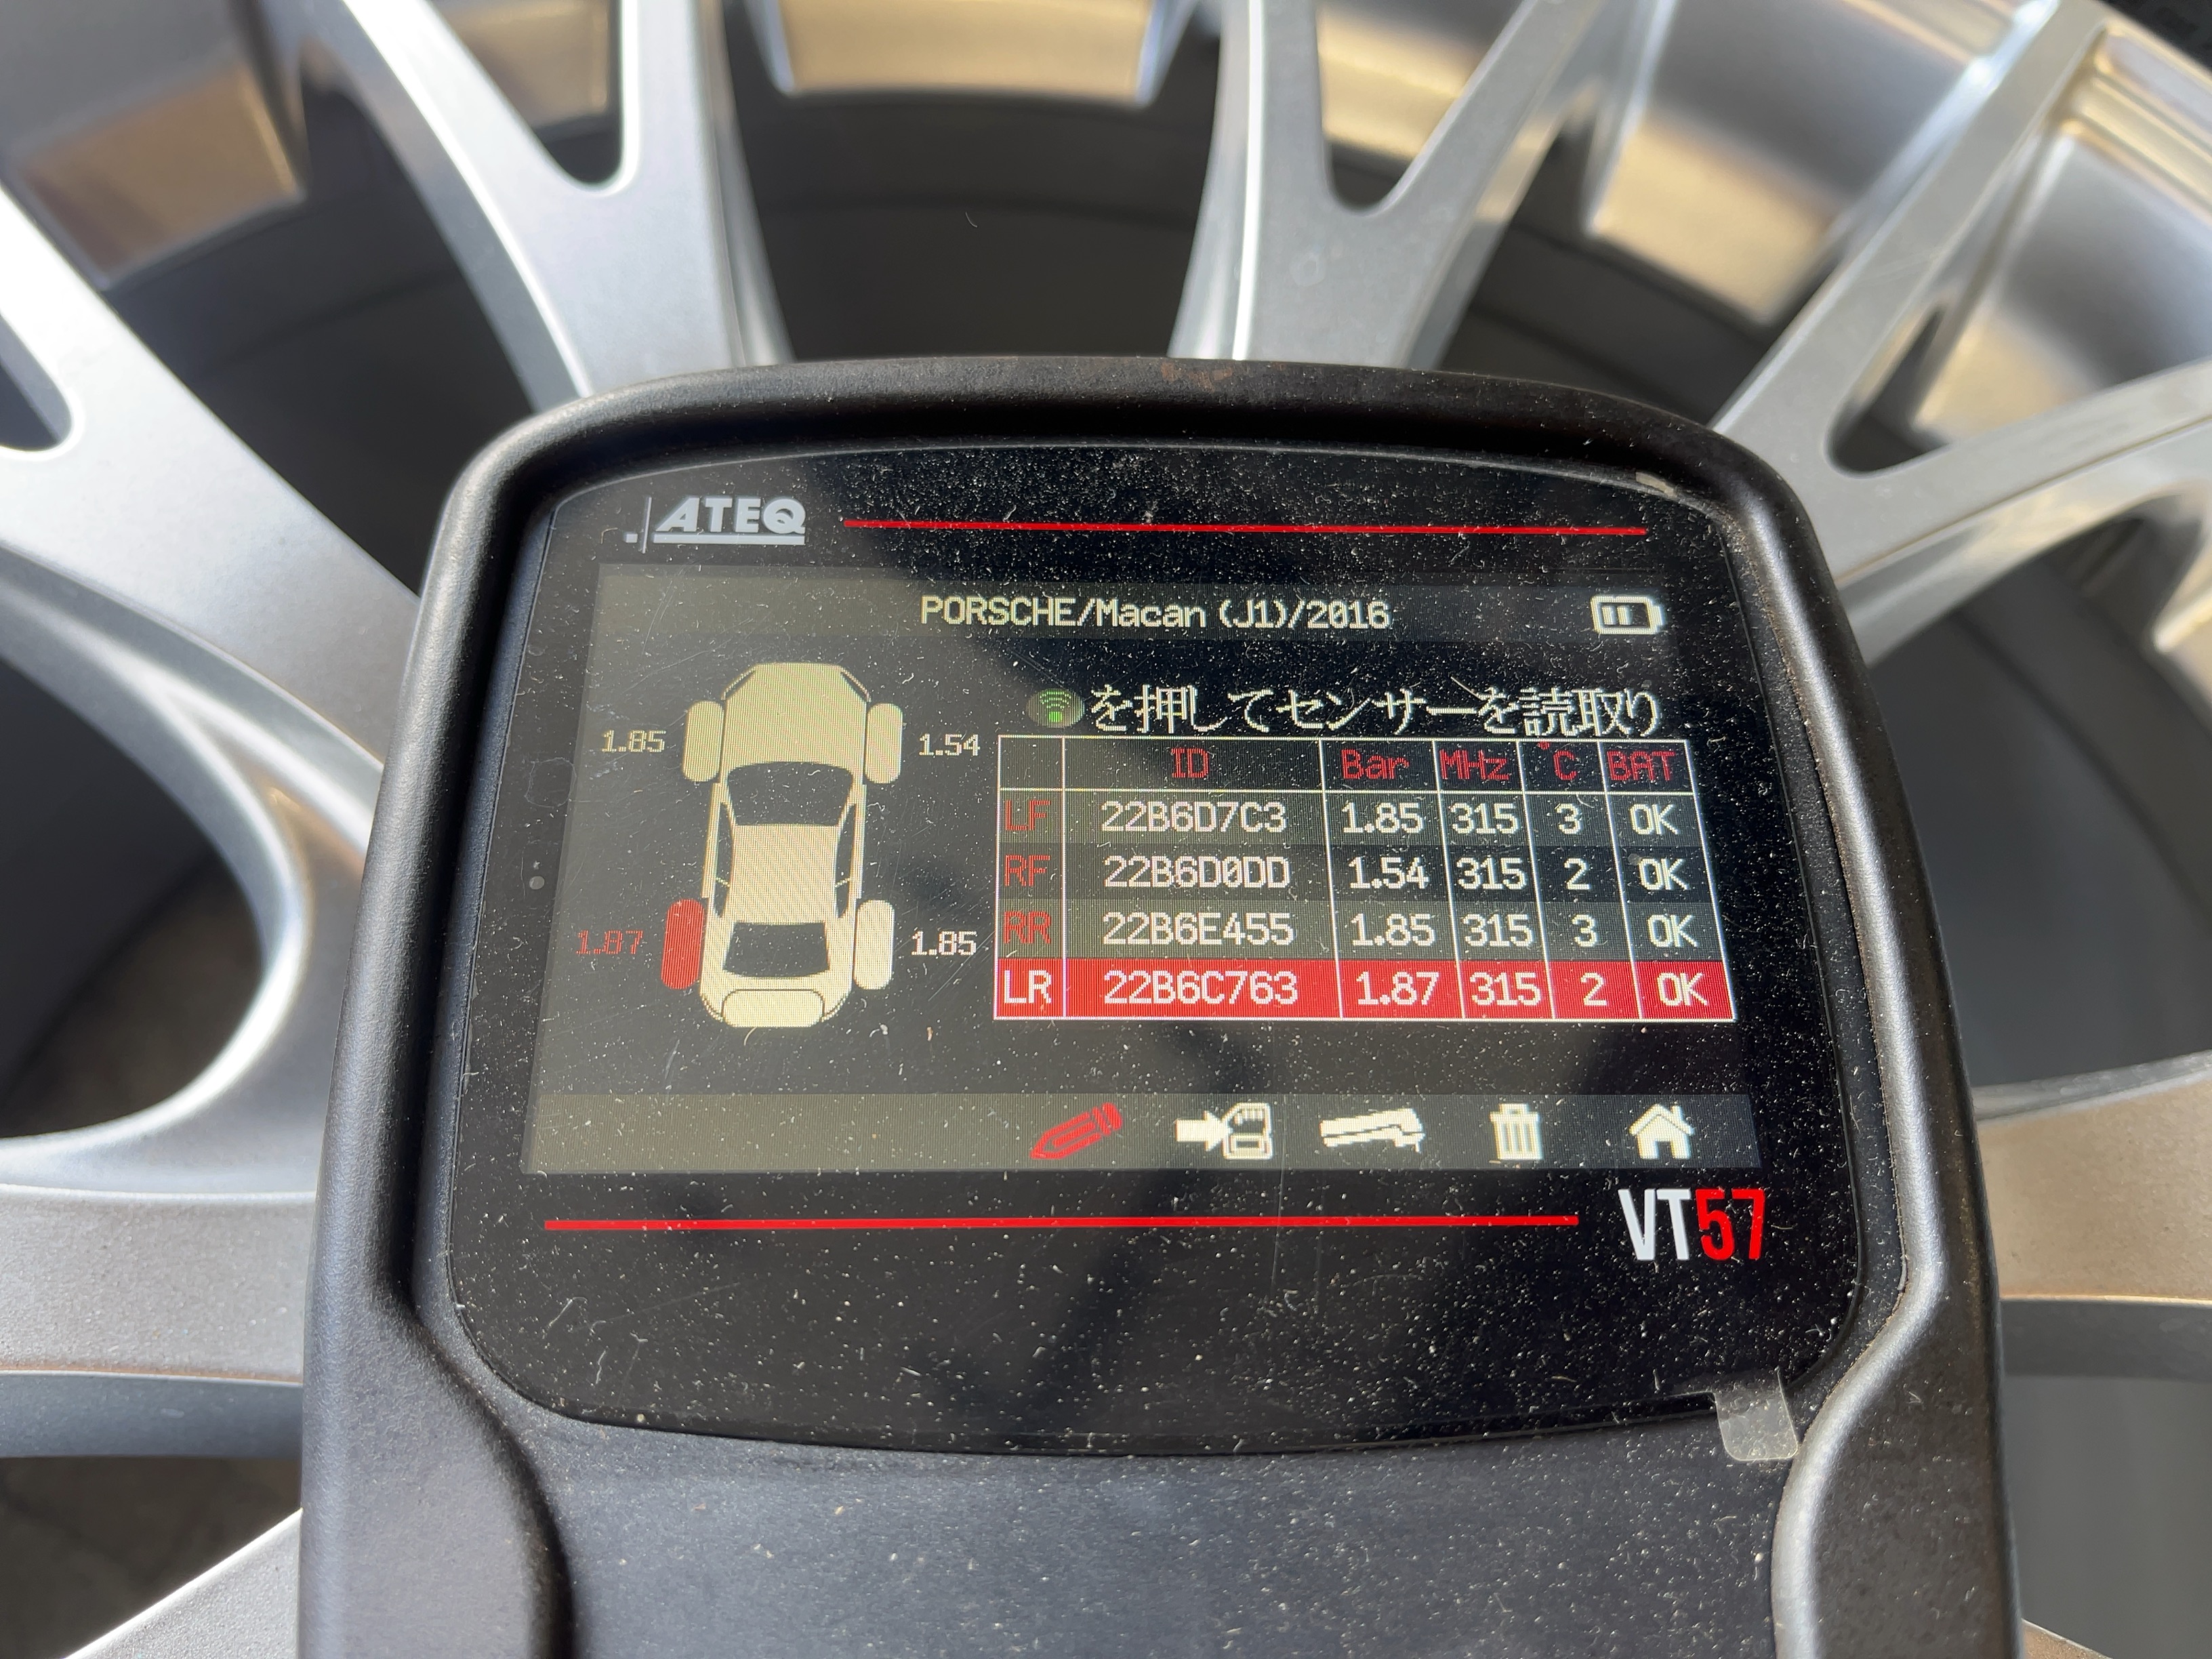 ATEQ
PORSCHE/Macan (J1)/2016
を押してセンサーを読取り
1.85 1.54
1.87 1.85
ID Bar MHz °C BAT
LF 22B6D7C3 1.85 315 3 OK
RF 22B6D0DD 1.54 315 2 OK
RR 22B6E455 1.85 315 3 OK
LR 22B6C763 1.87 315 2 OK
VT57